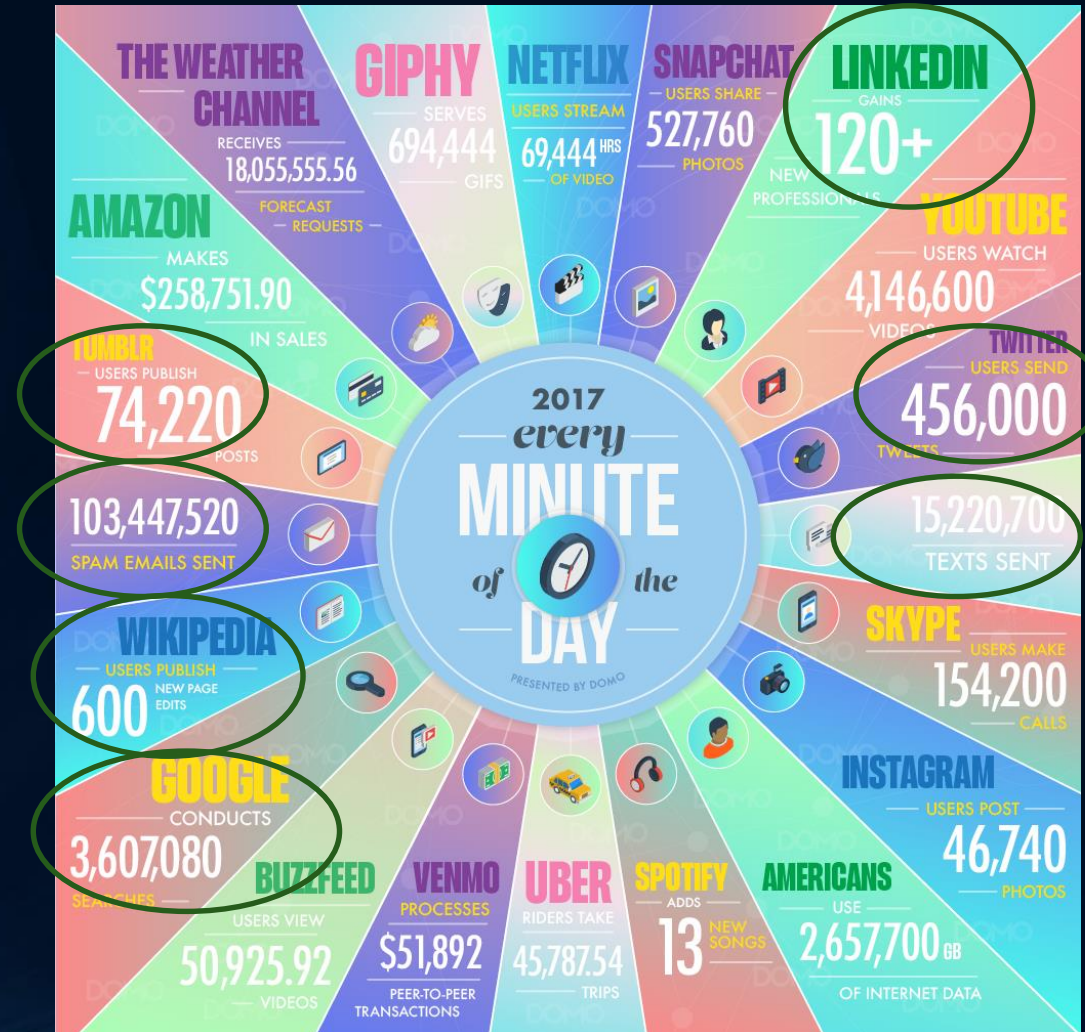 THE WEATHER
CHANNEL
RECEIVES
18,055,555.56
FORECAST
REQUESTS
GIPHY
SERVES
694,444
GIFS
NETFLIX
USERS STREAM
69,444 HRS
OF VIDEO
SNAPCHAT
USERS SHARE
527,760
PHOTOS
LINKEDIN
GAINS
120+
NEW
PROFESSIONALS
YOUTUBE
USERS WATCH
4,146,600
VIDEOS
TWITTER
USERS SEND
456,000
TWEETS
15,220,700
TEXTS SENT
SKYPE
USERS MAKE
154,200
CALLS
INSTAGRAM
USERS POST
46,740
PHOTOS
AMERICANS
USE
2,657,700 GB
OF INTERNET DATA
SPOTIFY
ADDS
13 NEW
SONGS
UBER
RIDERS TAKE
45,787.54
TRIPS
VENMO
PROCESSES
$51,892
PEER-TO-PEER
TRANSACTIONS
BUZZFEED
USERS VIEW
50,925.92
VIDEOS
GOOGLE
CONDUCTS
3,607,080
SEARCHES
WIKIPEDIA
USERS PUBLISH
600 NEW PAGE
EDITS
103,447,520
SPAM EMAILS SENT
TUMBLR
USERS PUBLISH
74,220
POSTS
AMAZON
MAKES
$258,751.90
IN SALES
2017
every
MINUTE
of the
DAY
PRESENTED BY DOMO
DOMO